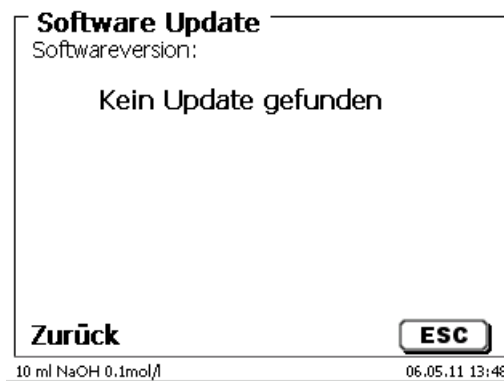 Software Update
Softwareversion:
Kein Update gefunden
Zurück ESC
10 ml NaOH 0.1mol/l 06.05.11 13:48